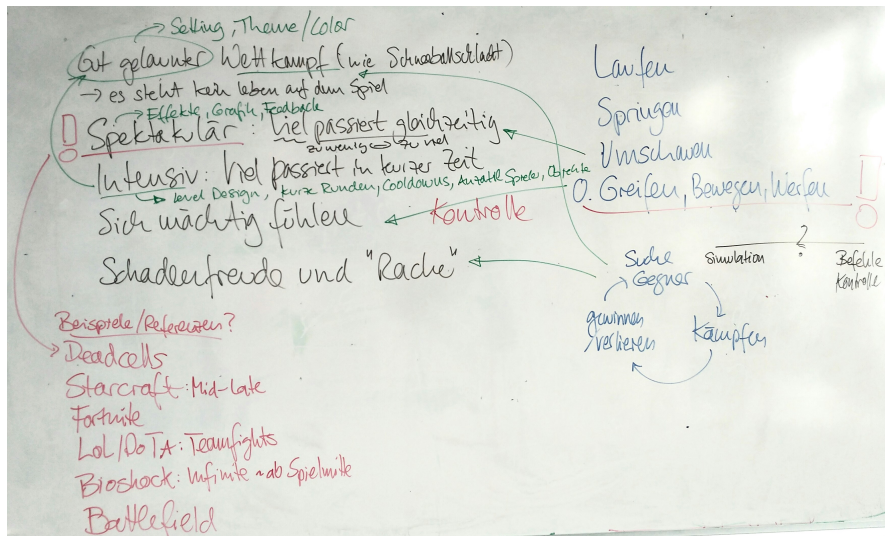 Setting, Theme/Color
Gut gelaunter Wettkampf (wie Schneeballschlacht)
→ es steht kein leben auf dem Spiel
Effekte, Grafik, Feedback
! Spektakulär : Viel passiert gleichzeitig
zu wenig ↔ zu viel
Intensiv: Viel passiert in kurzer Zeit
Level Design, kurze Runden, Cooldowns, Anzahl Spieler, Objekte
Sich mächtig fühlen
Kontrolle
Schadenfreude und "Rache"
Beispiele/Referenzen?
Deadcells
Starcraft: Mid-Late
Fortnite
LoL/DoTA: Teamfights
Bioshock: Infinite ~ ab Spielmitte
Battlefield
Laufen
Springen
Umschauen
O. Greifen, Bewegen, Werfen !
Suche
Gegner
Kämpfen
gewinnen
/verlieren
?
Simulation
Befehle
Kontrolle